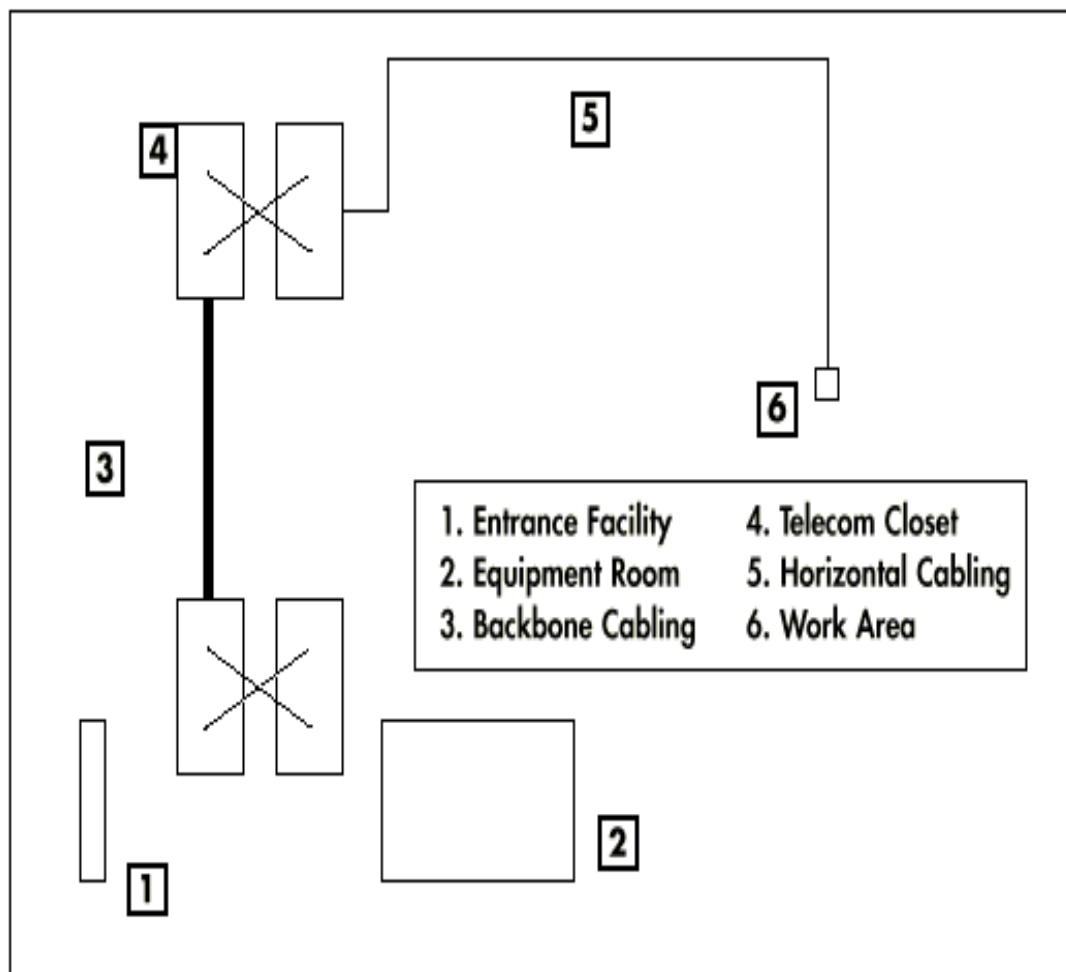 5
4
6
3
1. Entrance Facility
2. Equipment Room
3. Backbone Cabling
4. Telecom Closet
5. Horizontal Cabling
6. Work Area
2
1